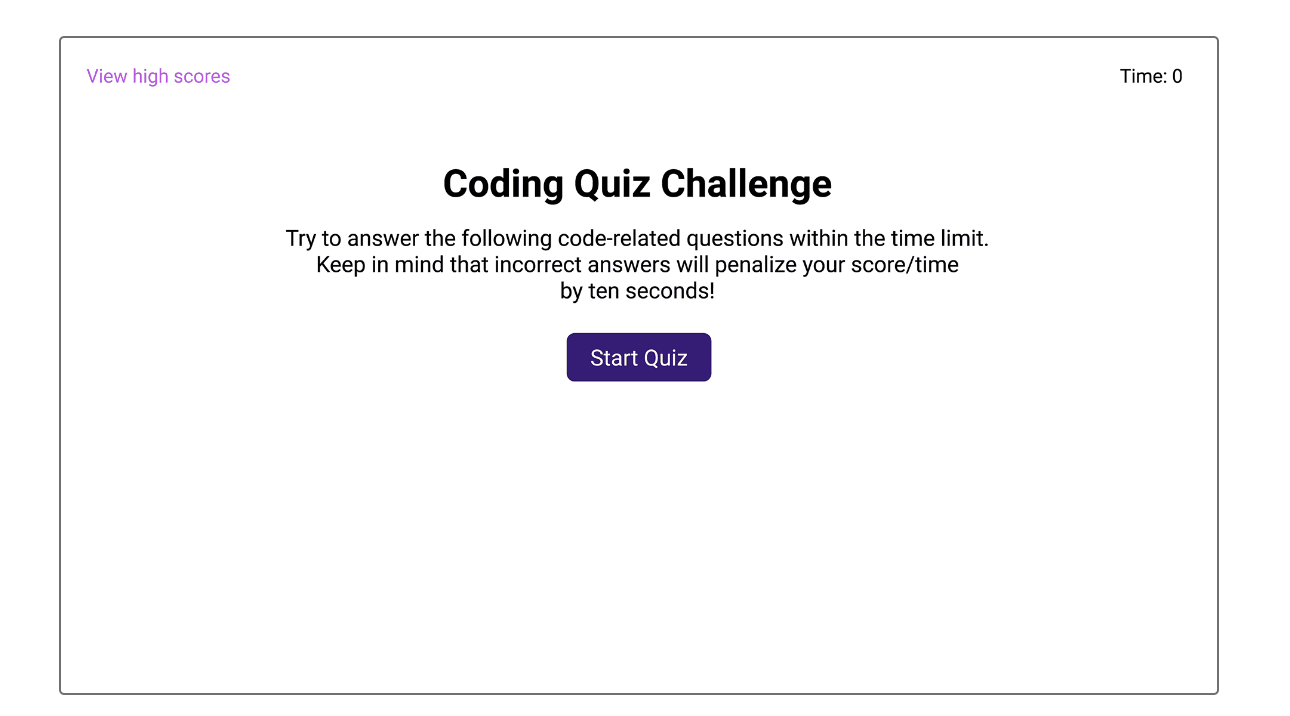 View high scores
Time: 0
Coding Quiz Challenge
Try to answer the following code-related questions within the time limit.
Keep in mind that incorrect answers will penalize your score/time
by ten seconds!
Start Quiz